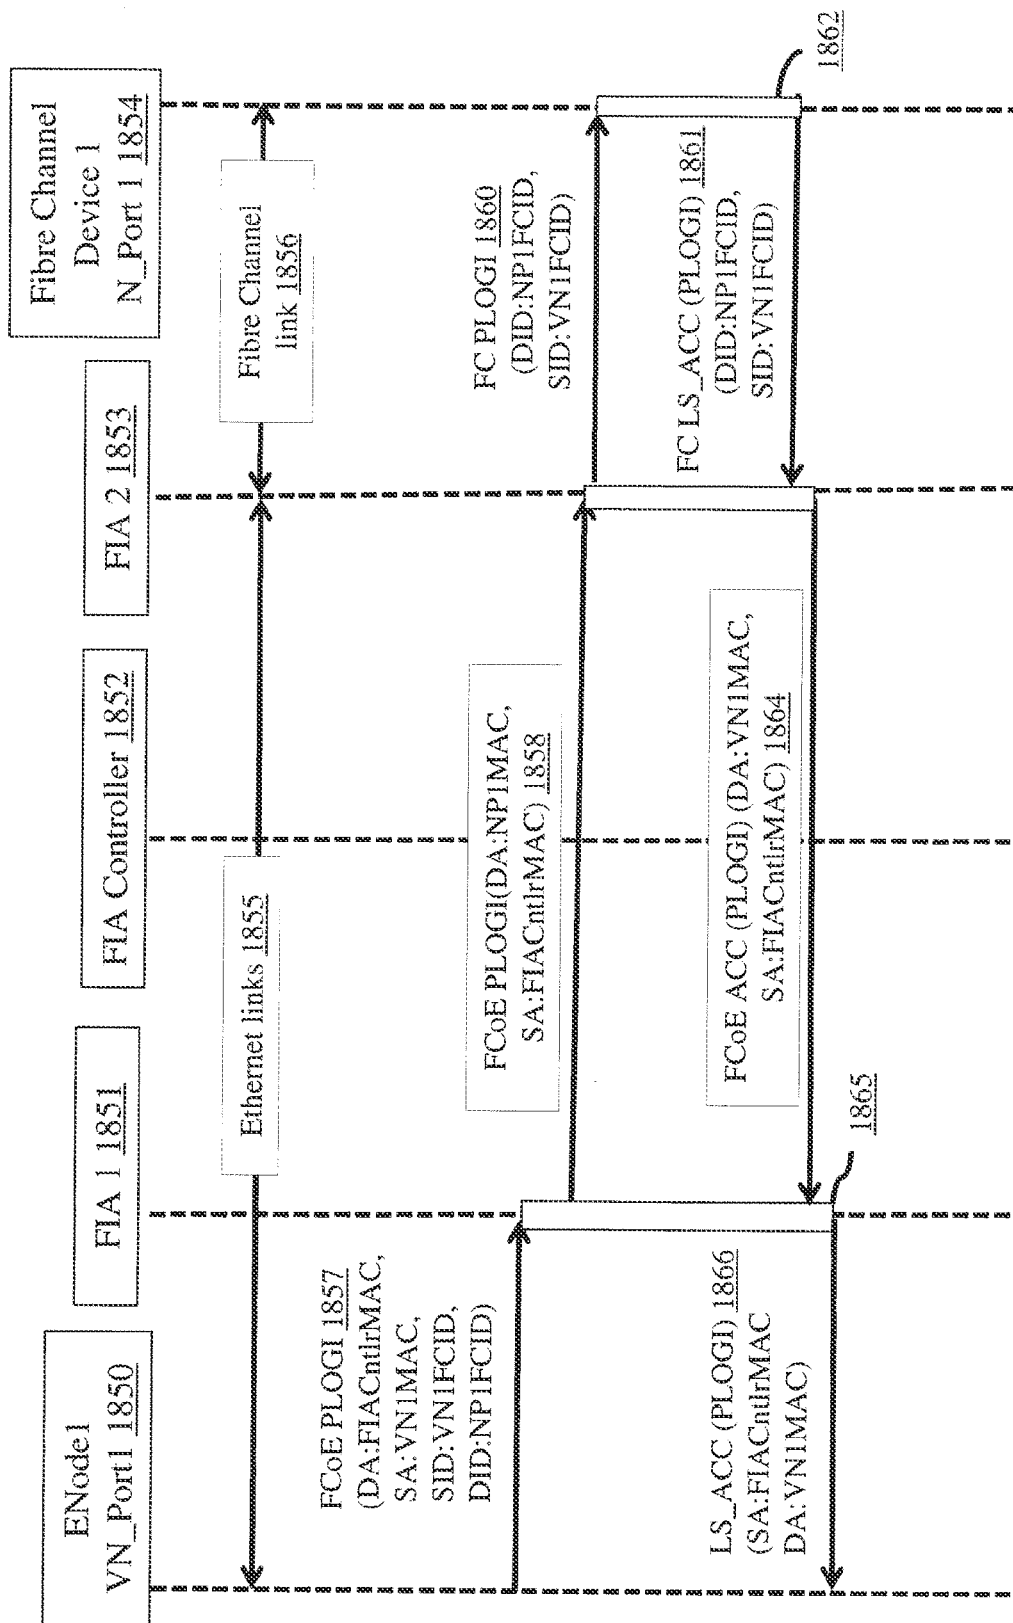 ENode1
VN_Port1 1850
FIA 1 1851
FIA Controller 1852
FIA 2 1853
Fibre Channel
Device 1
N_Port 1 1854
Ethernet links 1855
Fibre Channel
link 1856
FCoE PLOGI 1857
(DA:FIACntlrMAC,
SA:VN1MAC,
SID:VN1FCID,
DID:NP1FCID)
FCoE PLOGI(DA:NP1MAC,
SA:FIACntlrMAC) 1858
FC PLOGI 1860
(DID:NP1FCID,
SID:VN1FCID)
FC LS_ACC (PLOGI) 1861
(DID:NP1FCID,
SID:VN1FCID)
1862
FCoE ACC (PLOGI) (DA:VN1MAC,
SA:FIACntlrMAC) 1864
1865
LS_ACC (PLOGI) 1866
(SA:FIACntlrMAC
DA:VN1MAC)